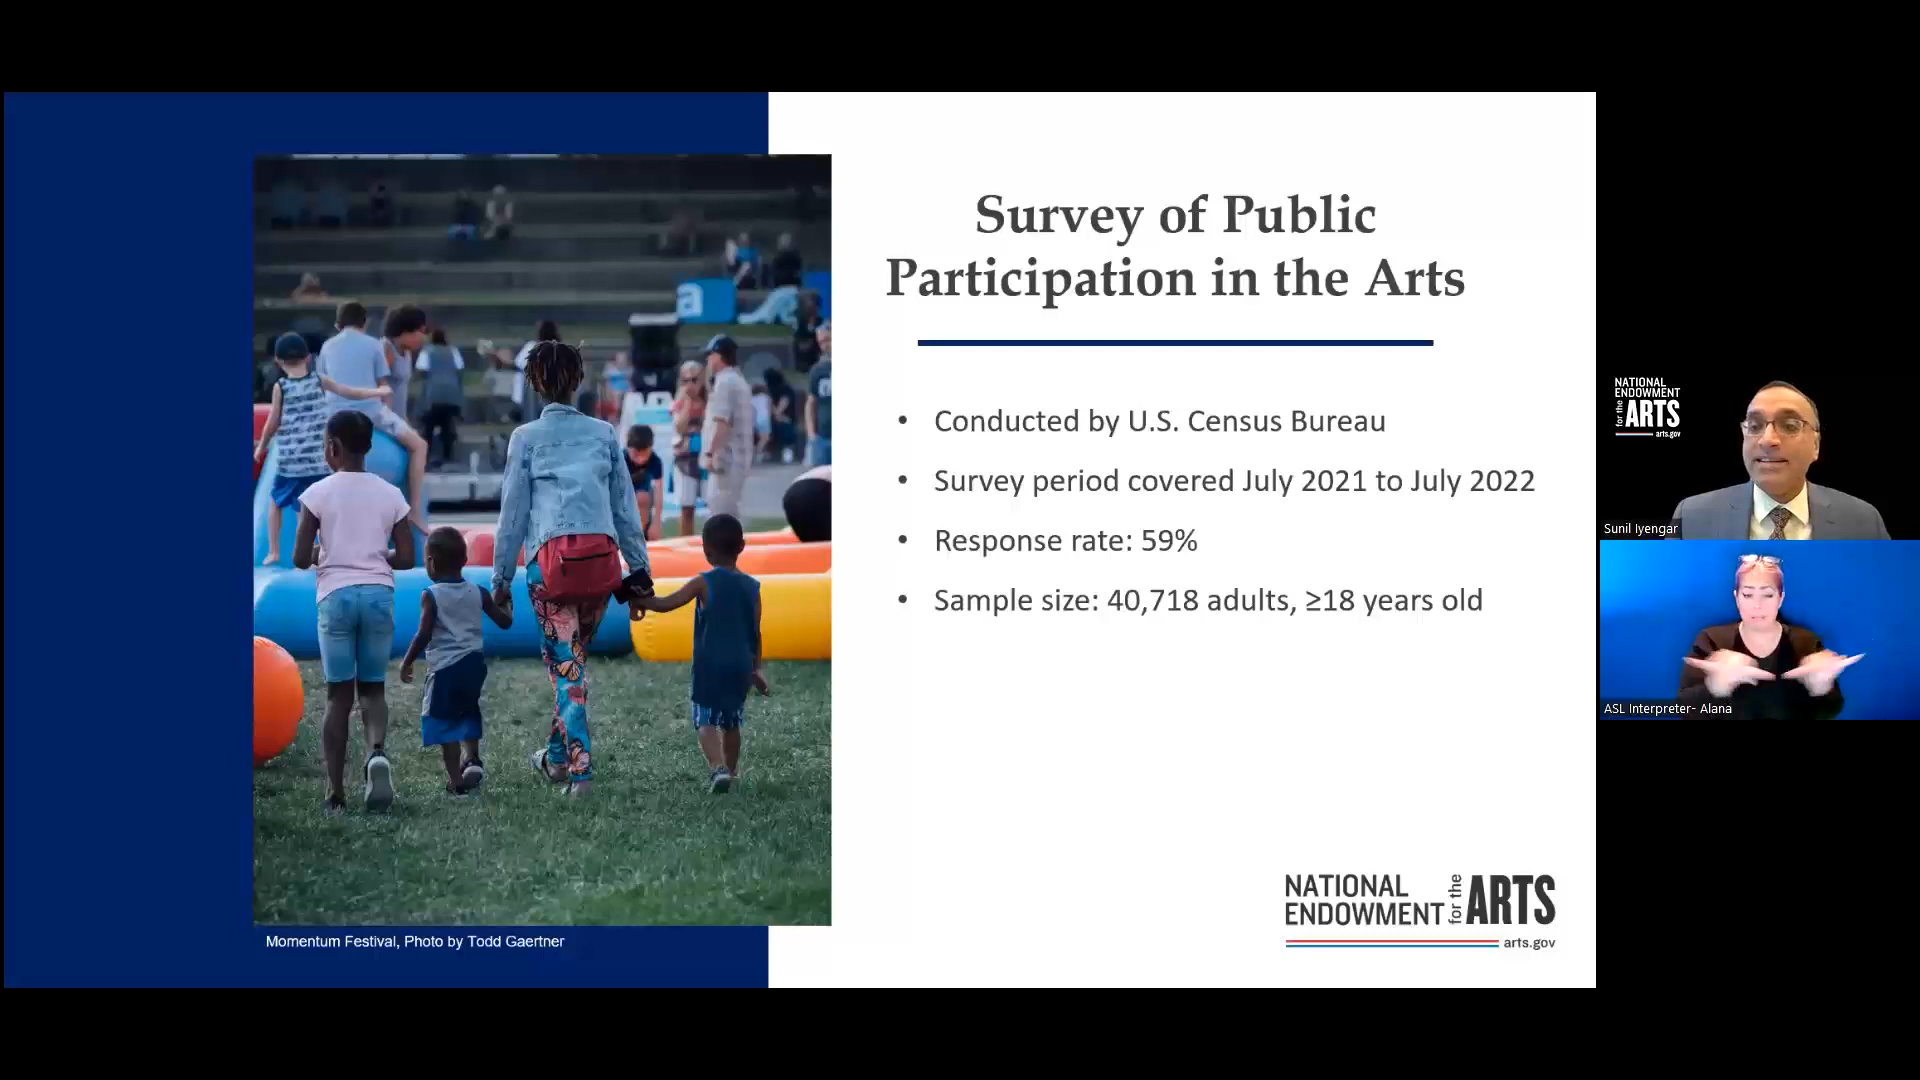 Survey of Public
Participation in the Arts
• Conducted by U.S. Census Bureau
• Survey period covered July 2021 to July 2022
• Response rate: 59%
• Sample size: 40,718 adults, ≥18 years old
a
Momentum Festival, Photo by Todd Gaertner
NATIONAL
ENDOWMENT
for the
ARTS
arts.gov
NATIONAL
ENDOWMENT
for the
ARTS
arts.gov
Sunil Iyengar
ASL Interpreter- Alana